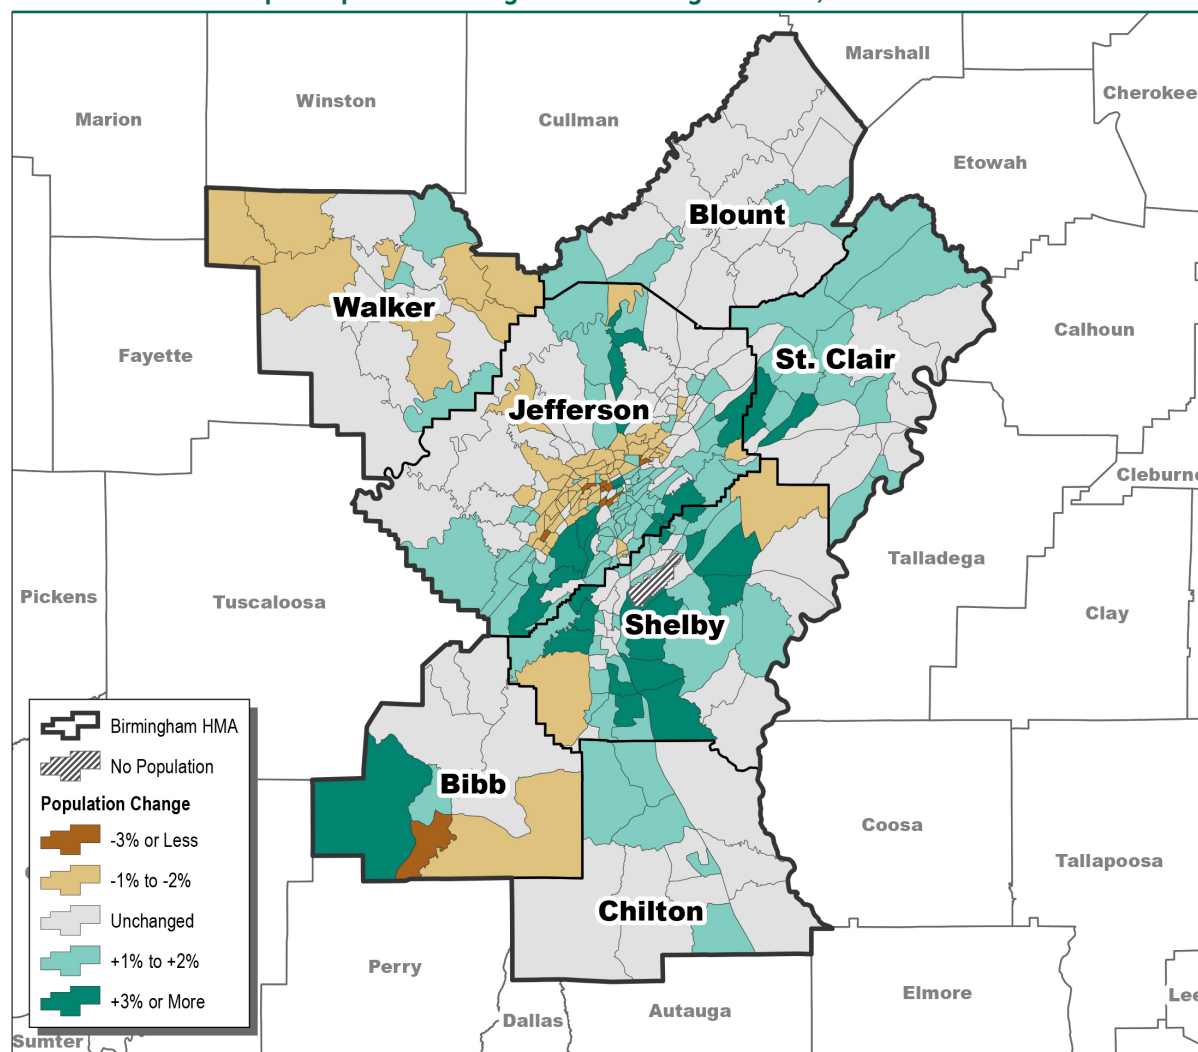 Marshall
Cherokee
Winston
Marion
Cullman
Etowah
Blount
Walker
Calhoun
Fayette
St. Clair
Jefferson
Cleburne
Talladega
Pickens
Tuscaloosa
Clay
Shelby
Birmingham HMA
No Population
Population Change
-3% or Less
-1% to -2%
Unchanged
+1% to +2%
+3% or More
Bibb
Coosa
Tallapoosa
Chilton
Perry
Elmore
Lee
Autauga
Dallas
Sumter